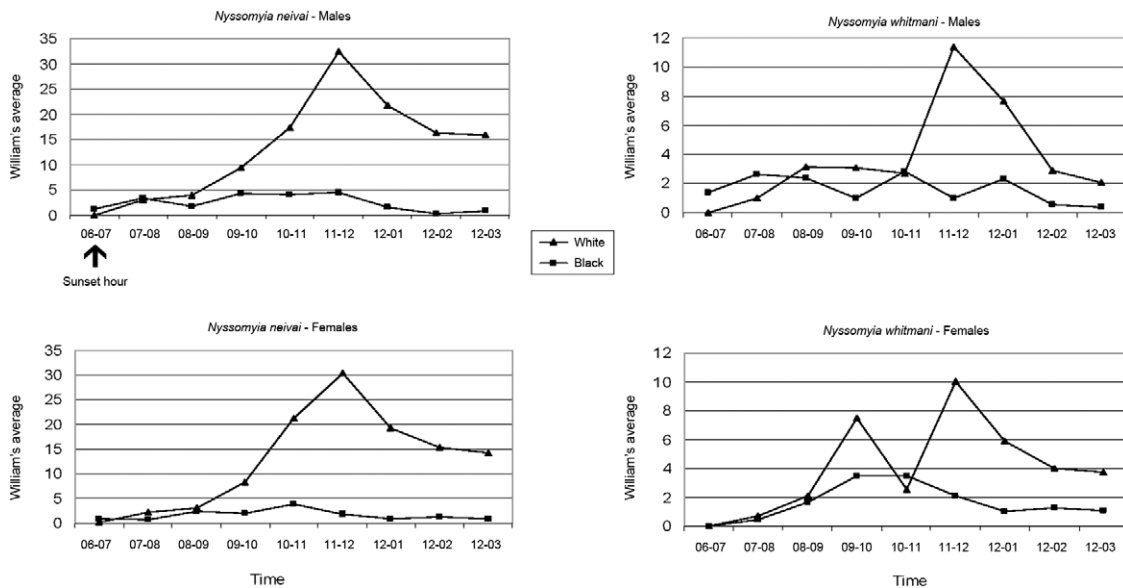 Nyssomyia neivai - Males
William's average
35
30
25
20
15
10
5
0
06-07 07-08 08-09 09-10 10-11 11-12 12-01 12-02 12-03
Sunset hour
Nyssomyia whitmani - Males
William's average
12
10
8
6
4
2
0
06-07 07-08 08-09 09-10 10-11 11-12 12-01 12-02 12-03
White
Black
Nyssomyia neivai - Females
William's average
35
30
25
20
15
10
5
0
06-07 07-08 08-09 09-10 10-11 11-12 12-01 12-02 12-03
Time
Nyssomyia whitmani - Females
William's average
12
10
8
6
4
2
0
06-07 07-08 08-09 09-10 10-11 11-12 12-01 12-02 12-03
Time